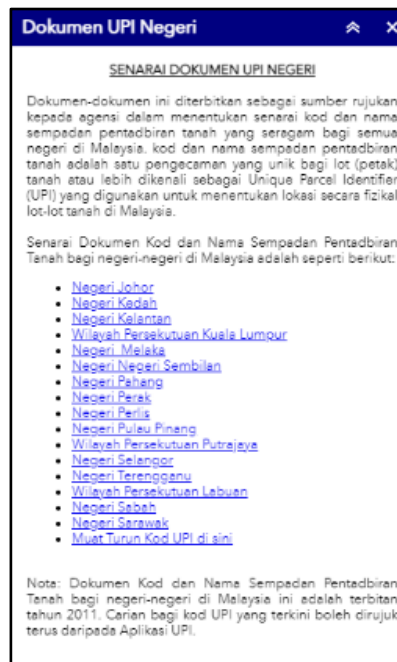 Dokumen UPI Negeri
SENARAI DOKUMEN UPI NEGERI
Dokumen-dokumen ini diterbitkan sebagai sumber rujukan
kepada agensi dalam menentukan senarai kod dan nama
sempadan pentadbiran tanah yang seragam bagi semua
negeri di Malaysia. kod dan nama sempadan pentadbiran
tanah adalah satu pengecaman yang unik bagi lot (petak)
tanah atau lebih dikenali sebagai Unique Parcel Identifier
(UPI) yang digunakan untuk menentukan lokasi secara fizikal
lot-lot tanah di Malaysia.
Senarai Dokumen Kod dan Nama Sempadan Pentadbiran
Tanah bagi negeri-negeri di Malaysia adalah seperti berikut:
• Negeri Johor
• Negeri Kedah
• Negeri Kelantan
• Wilayah Persekutuan Kuala Lumpur
• Negeri Melaka
• Negeri Negeri Sembilan
• Negeri Pahang
• Negeri Perak
• Negeri Perlis
• Negeri Pulau Pinang
• Wilayah Persekutuan Putrajaya
• Negeri Selangor
• Negeri Terengganu
• Wilayah Persekutuan Labuan
• Negeri Sabah
• Negeri Sarawak
• Muat Turun Kod UPI di sini
Nota: Dokumen Kod dan Nama Sempadan Pentadbiran
Tanah bagi negeri-negeri di Malaysia ini adalah terbitan
tahun 2011. Carian bagi kod UPI yang terkini boleh dirujuk
terus daripada Aplikasi UPI.